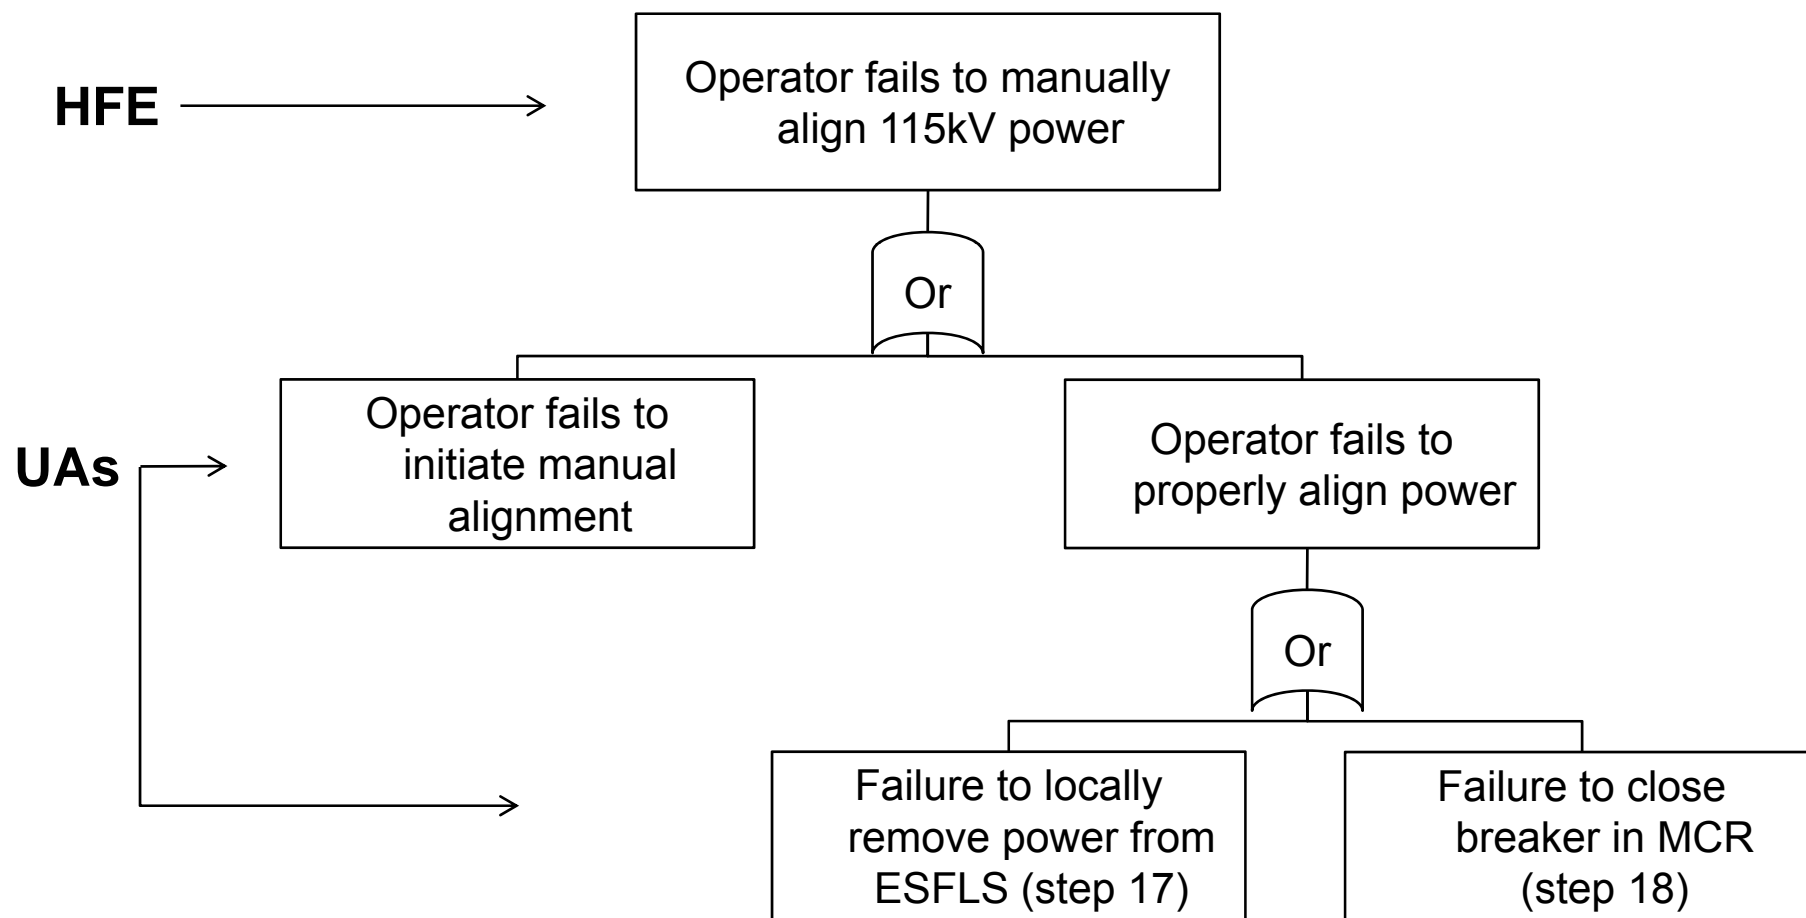 HFE
Operator fails to manually
align 115kV power
Or
UAs
Operator fails to
initiate manual
alignment
Operator fails to
properly align power
Or
Failure to locally
remove power from
ESFLS (step 17)
Failure to close
breaker in MCR
(step 18)